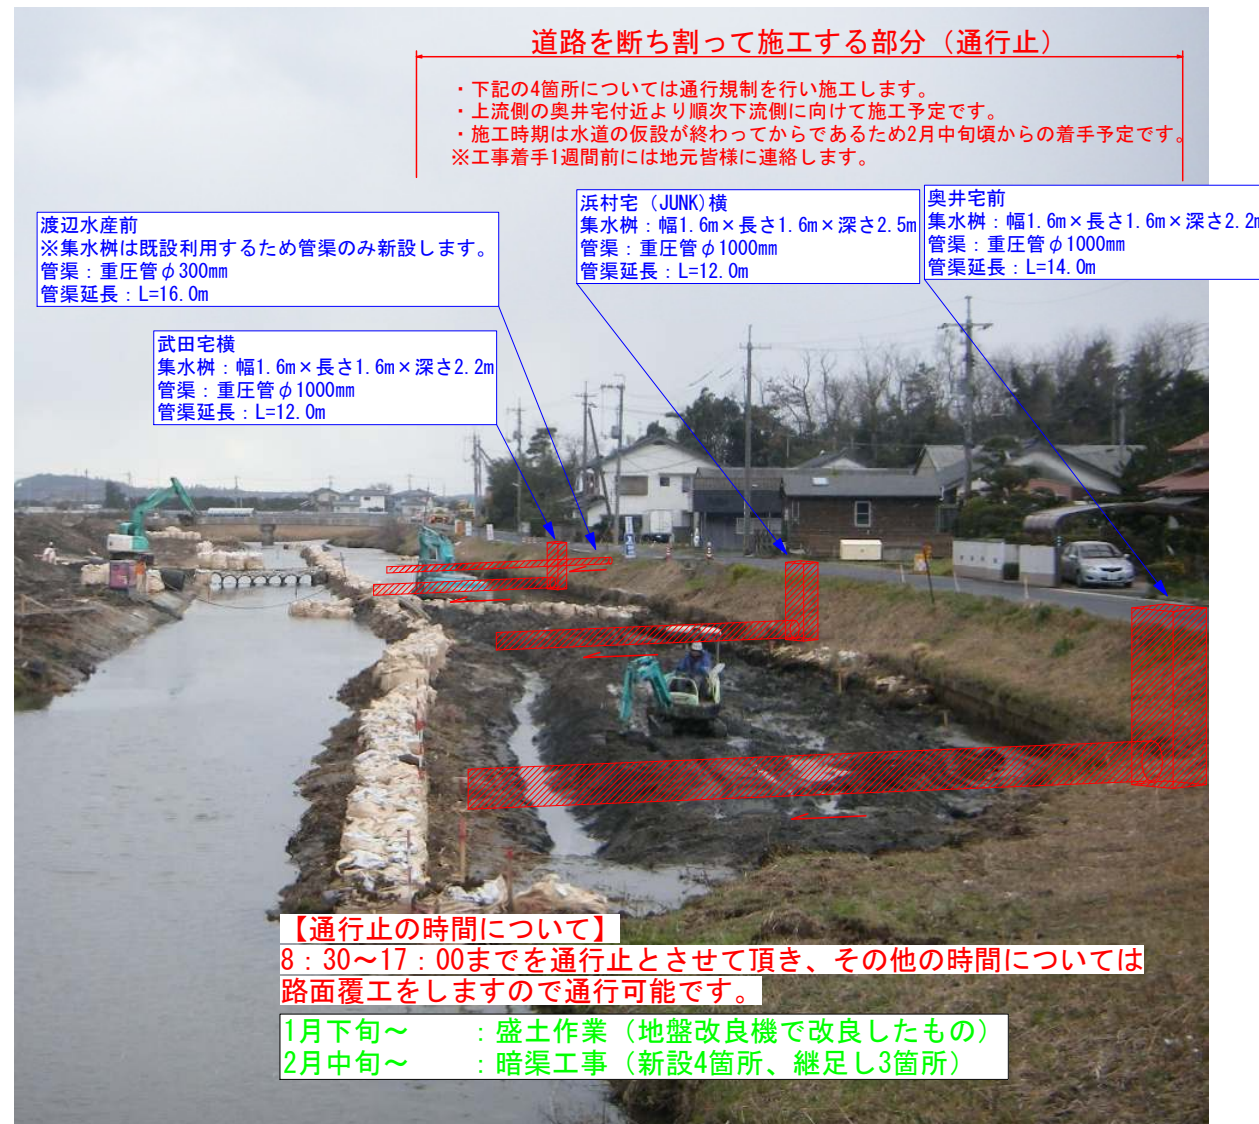 道路を断ち割って施工する部分（通行止）
・下記の4箇所については通行規制を行い施工します。
・上流側の奥井宅付近より順次下流側に向けて施工予定です。
・施工時期は水道の仮設が終わってからであるため2月中旬頃からの着手予定です。
※工事着手1週間前には地元皆様に連絡します。
奥井宅前
集水桝：幅1.6m×長さ1.6m×深さ2.2m
管渠：重圧管φ1000mm
管渠延長：L=14.0m
浜村宅（JUNK)横
集水桝：幅1.6m×長さ1.6m×深さ2.5m
管渠：重圧管φ1000mm
管渠延長：L=12.0m
渡辺水産前
※集水桝は既設利用するため管渠のみ新設します。
管渠：重圧管φ300mm
管渠延長：L=16.0m
武田宅横
集水桝：幅1.6m×長さ1.6m×深さ2.2m
管渠：重圧管φ1000mm
管渠延長：L=12.0m
【通行止の時間について】
8：30～17：00までを通行止とさせて頂き、その他の時間については
路面覆工をしますので通行可能です。
1月下旬～　　：盛土作業（地盤改良機で改良したもの）
2月中旬～　　：暗渠工事（新設4箇所、継足し3箇所）